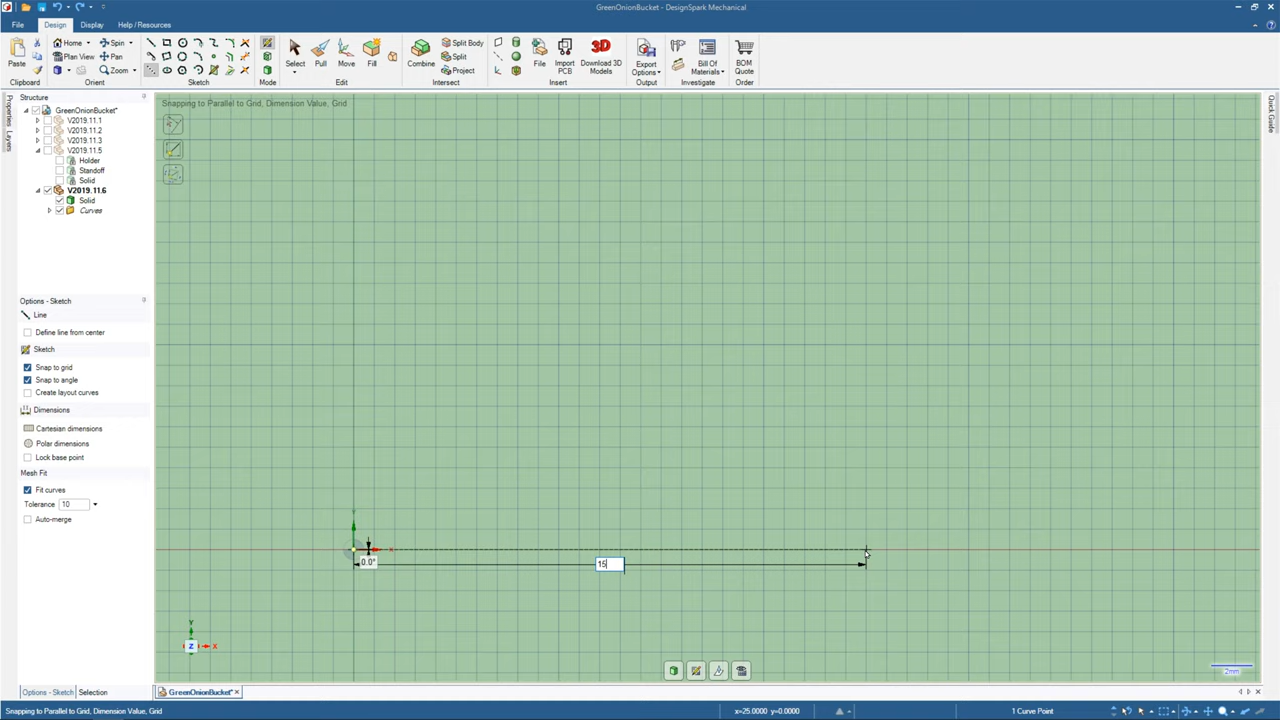 GreenOnionBucket - DesignSpark Mechanical
File
Design
Display
Help / Resources
Paste
Clipboard
Home
Plan View
Spin
Pan
Zoom
Orient
Sketch
Mode
Select
Pull
Move
Fill
Edit
Combine
Split Body
Split
Project
Intersect
File
Import PCB
3D
Download 3D Models
Insert
Export Options
Output
Bill Of Materials
Investigate
BOM Quote
Order
Structure
Properties
Layers
GreenOnionBucket*
V2019.11.1
V2019.11.2
V2019.11.3
V2019.11.5
Holder
Standoff
Solid
V2019.11.6
Solid
Curves
Options - Sketch
Line
Define line from center
Sketch
Snap to grid
Snap to angle
Create layout curves
Dimensions
Cartesian dimensions
Polar dimensions
Lock base point
Mesh Fit
Fit curves
Tolerance 10
Auto-merge
Snapping to Parallel to Grid, Dimension Value, Grid
Quick Guide
Y
X
0.0°
15
Y
Z
X
2mm
Options - Sketch
Selection
GreenOnionBucket*
Snapping to Parallel to Grid, Dimension Value, Grid
x=25.0000 y=0.0000
1 Curve Point